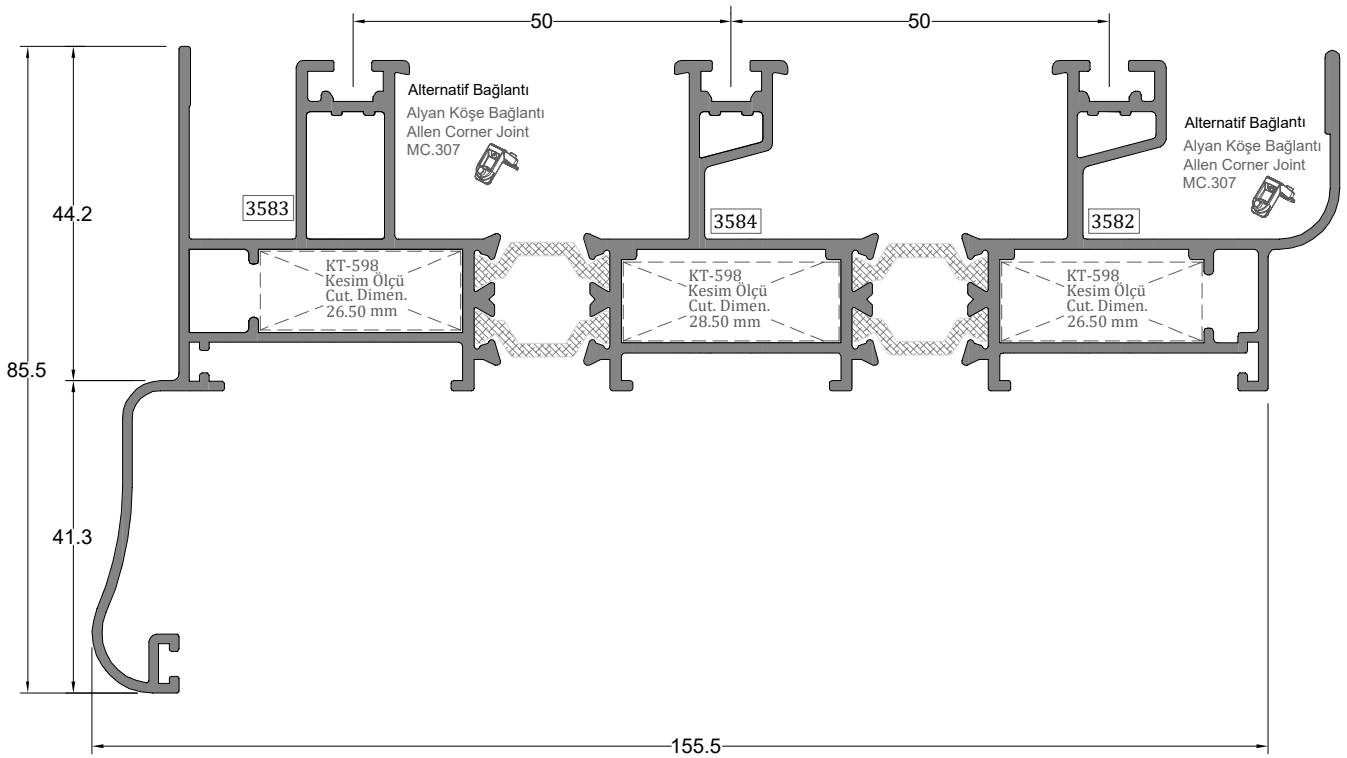 50
50
Alternatif Bağlantı
Alyan Köşe Bağlantı
Allen Corner Joint
MC.307
Alternatif Bağlantı
Alyan Köşe Bağlantı
Allen Corner Joint
MC.307
44.2
3583
3584
3582
KT-598
Kesim Ölçü
Cut. Dimen.
26.50 mm
KT-598
Kesim Ölçü
Cut. Dimen.
28.50 mm
KT-598
Kesim Ölçü
Cut. Dimen.
26.50 mm
85.5
41.3
155.5